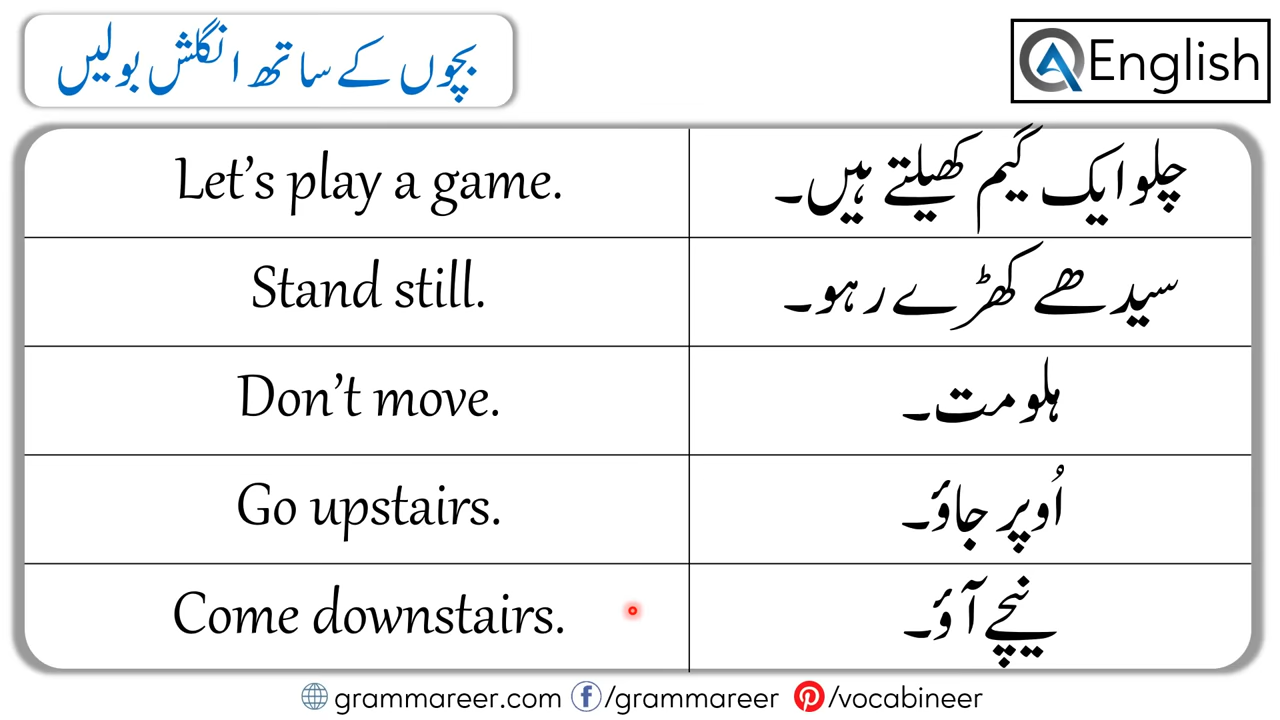 بچوں کے ساتھ انگلش بولیں
AQ English
Let's play a game.
چلو ایک گیم کھیلتے ہیں۔
Stand still.
سیدھے کھڑے رہو۔
Don't move.
ہلو مت۔
Go upstairs.
اُوپر جاؤ۔
Come downstairs.
نیچے آؤ۔
grammareer.com /grammareer /vocabineer